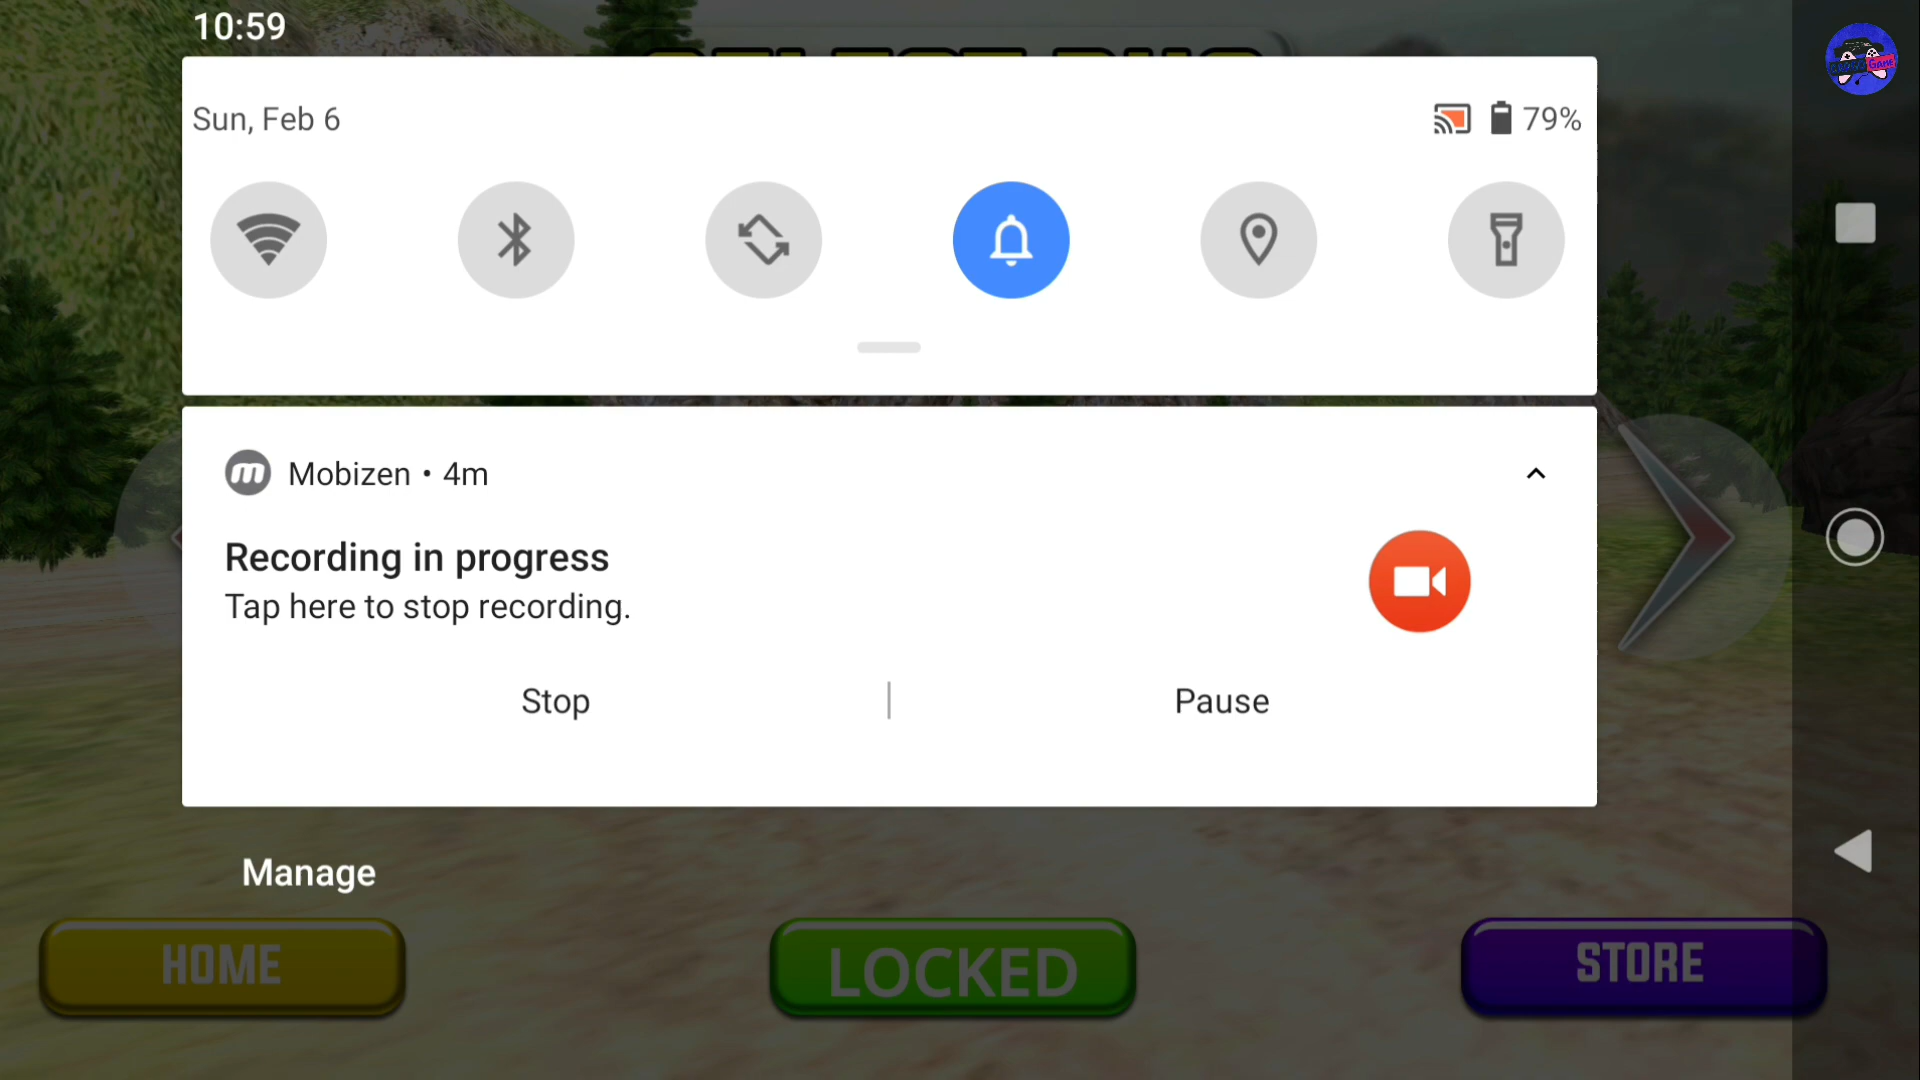 10:59
Sun, Feb 6
79%
Mobizen • 4m
Recording in progress
Tap here to stop recording.
Stop
Pause
Manage
HOME
LOCKED
STORE
Game